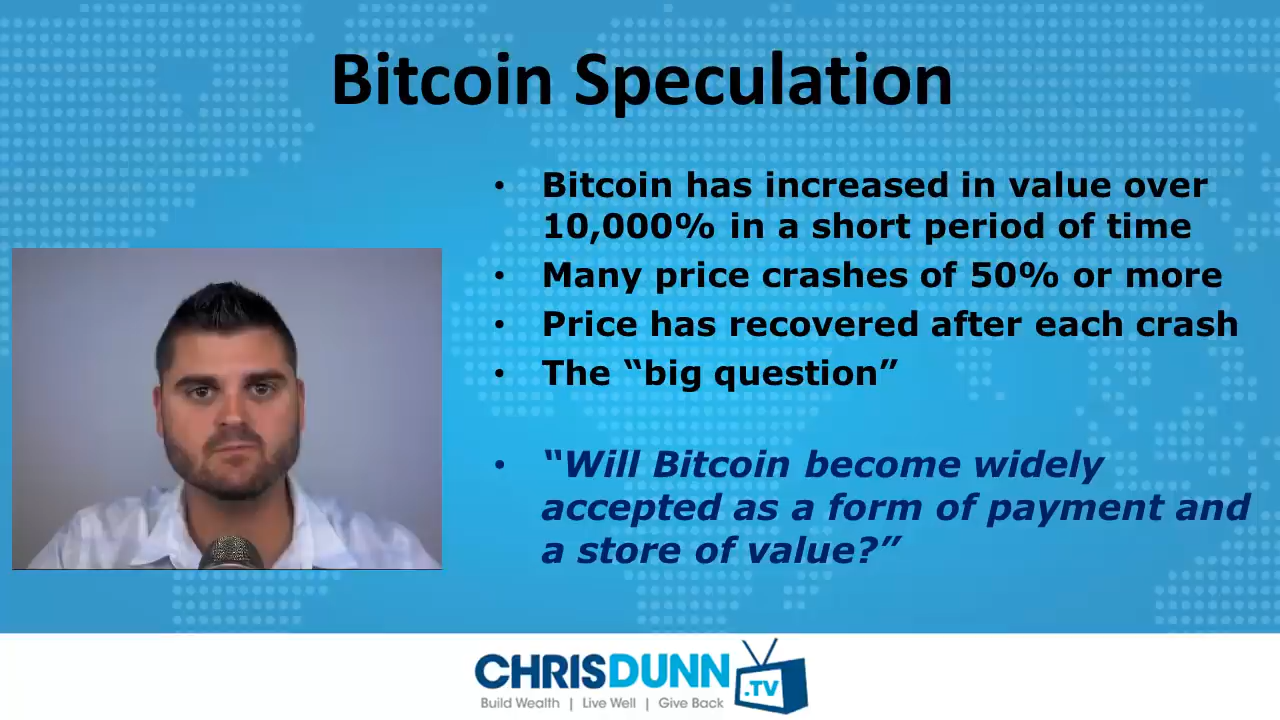 Bitcoin Speculation
• Bitcoin has increased in value over
10,000% in a short period of time
• Many price crashes of 50% or more
• Price has recovered after each crash
• The “big question”
• “Will Bitcoin become widely
accepted as a form of payment and
a store of value?”
CHRISDUNN .TV
Build Wealth | Live Well | Give Back